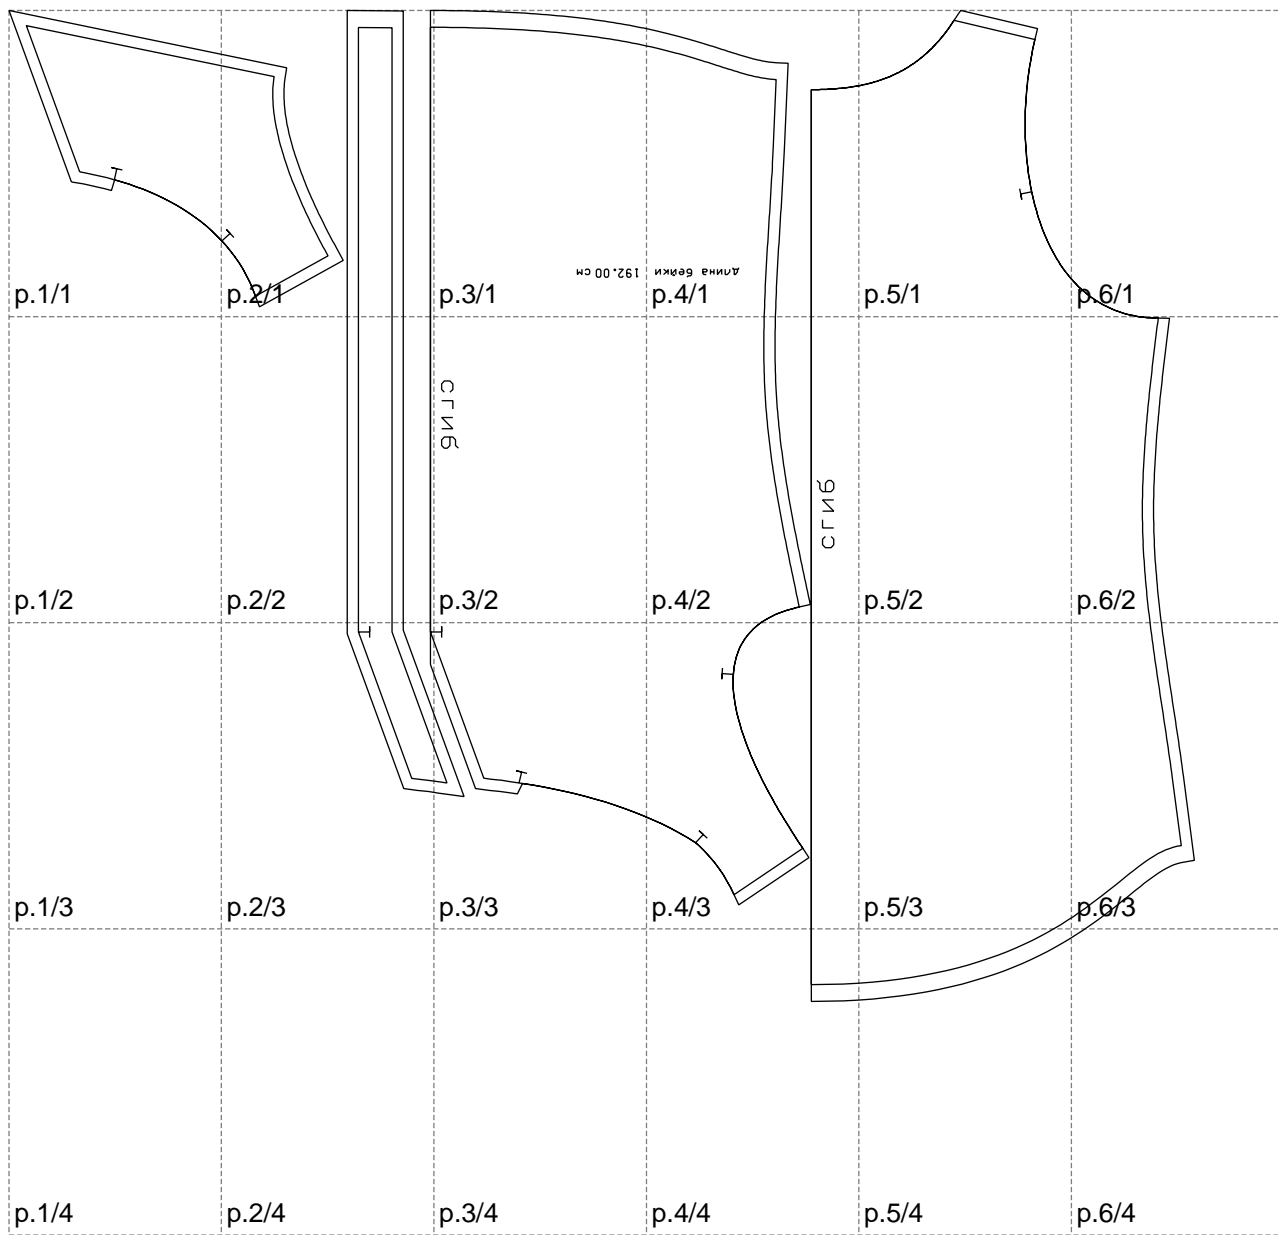 длина бейки 192.00 см
p.1/1 p.2/1 p.3/1 p.4/1 p.5/1 p.6/1
сгиб
сгиб
p.1/2 p.2/2 p.3/2 p.4/2 p.5/2 p.6/2
p.1/3 p.2/3 p.3/3 p.4/3 p.5/3 p.6/3
p.1/4 p.2/4 p.3/4 p.4/4 p.5/4 p.6/4